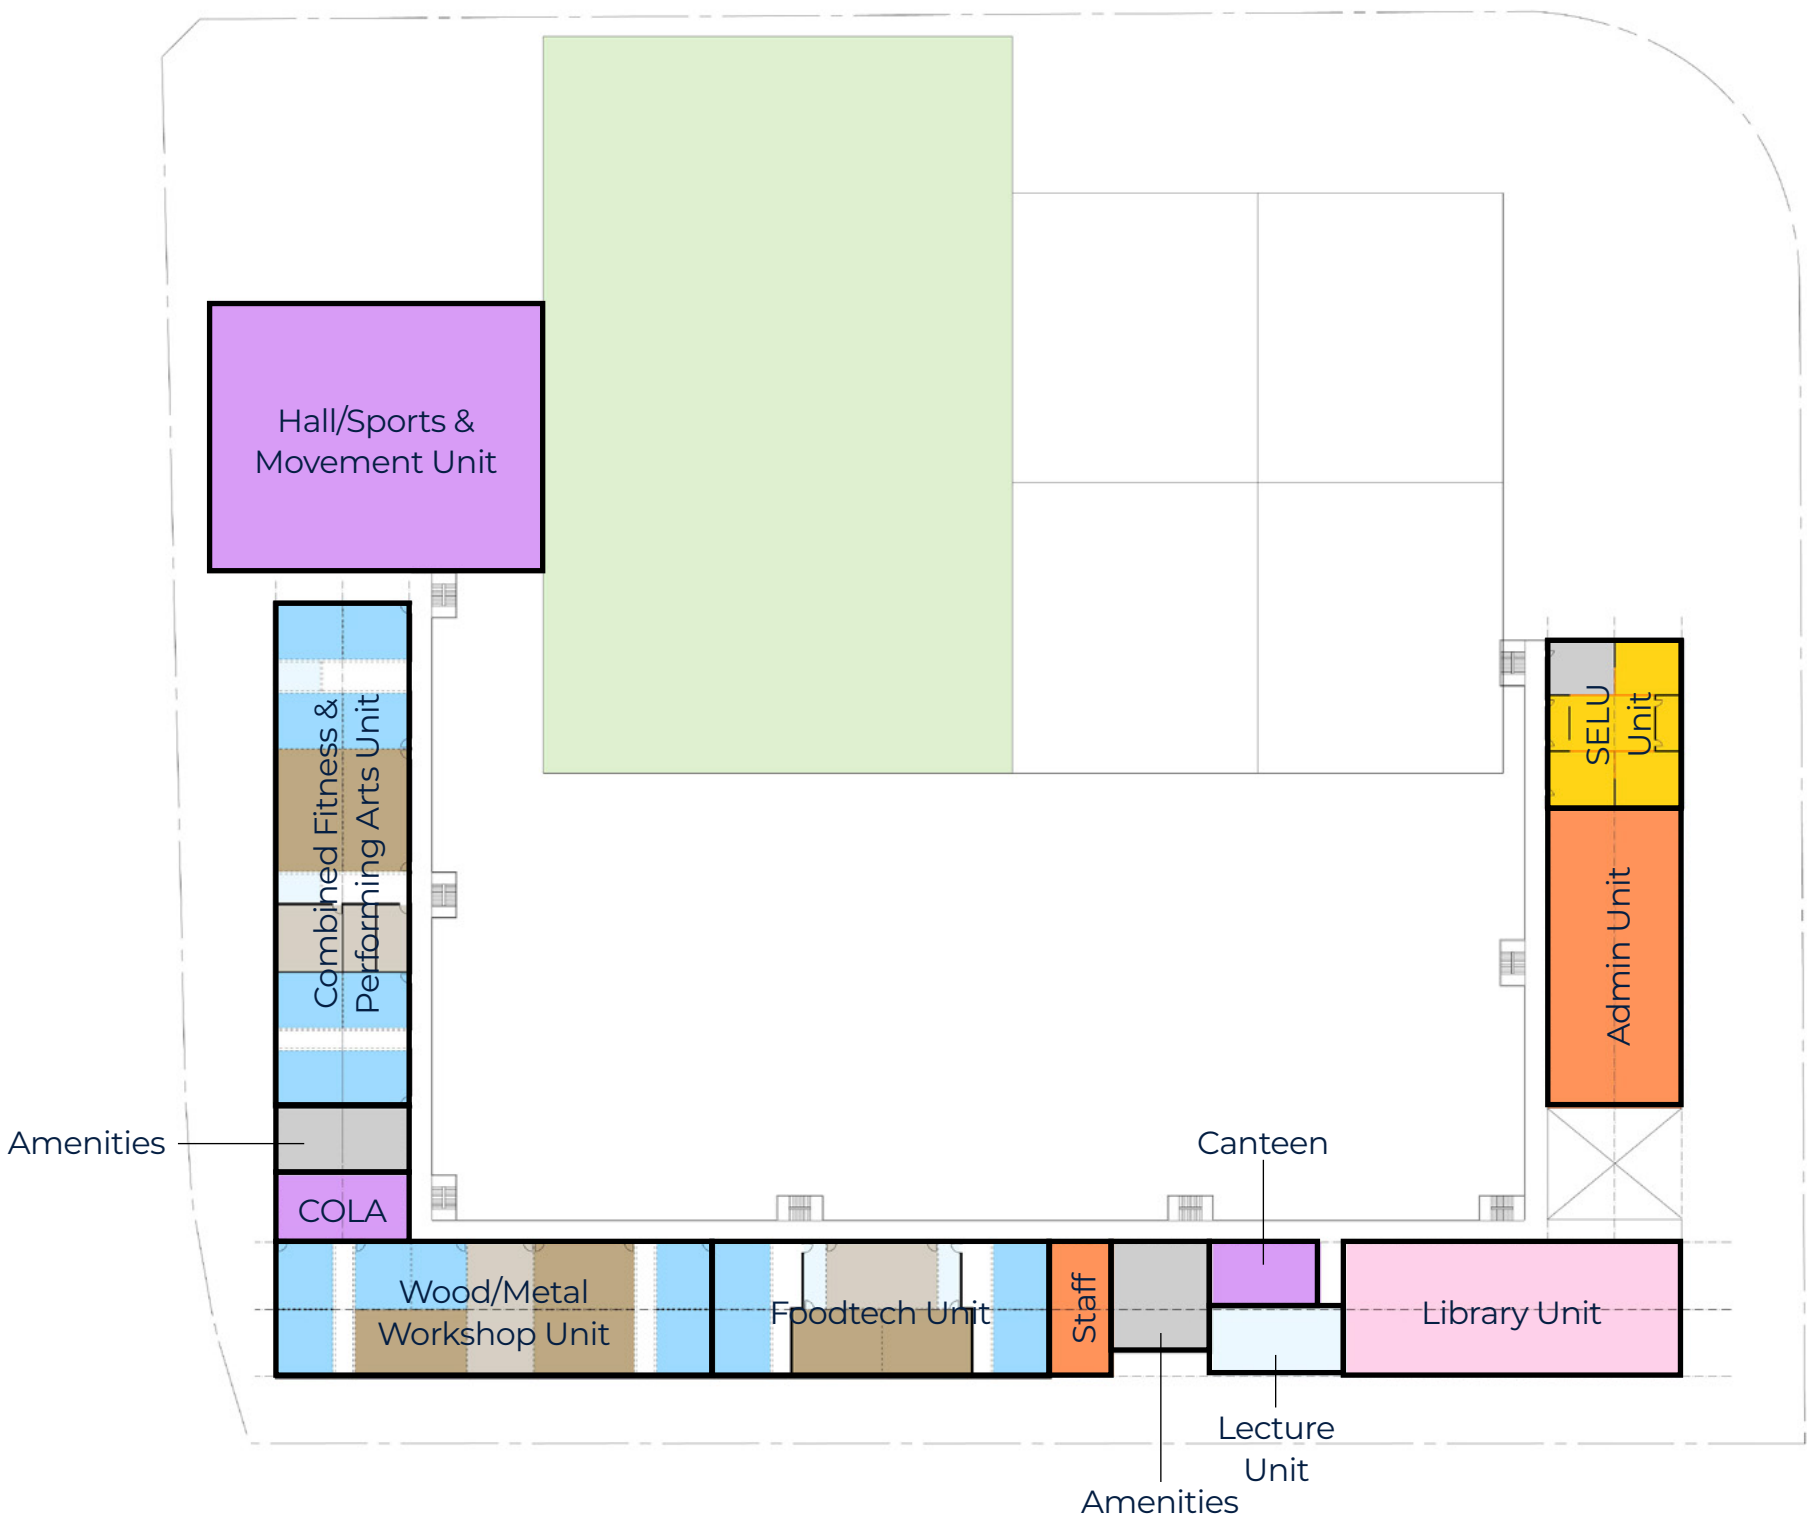 Hall/Sports &
Movement Unit
Combined Fitness &
Performing Arts Unit
SELU
Unit
Admin Unit
Amenities
COLA
Canteen
Wood/Metal
Workshop Unit
Foodtech Unit
Staff
Library Unit
Lecture
Unit
Amenities